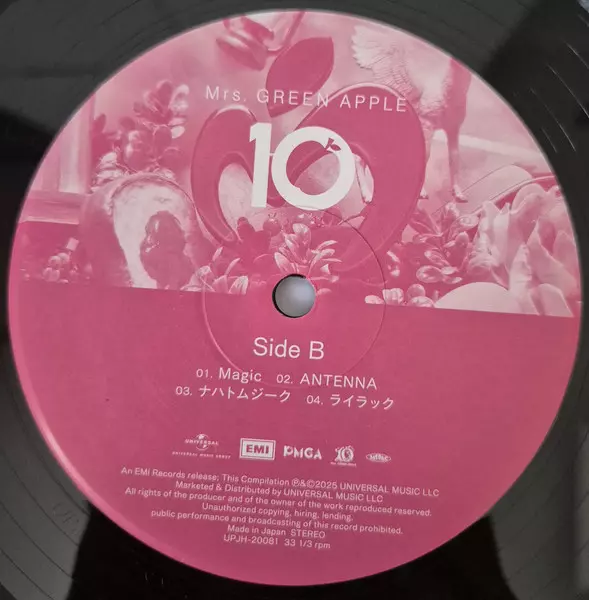 Mrs. GREEN APPLE
10
Side B
01. Magic 02. ANTENNA
03. ナハトムジーク 04. ライラック
UNIVERSAL
UNIVERSAL MUSIC GROUP
EMI
PMGA
An EMI Records release; This Compilation ℗&©2025 UNIVERSAL MUSIC LLC
Marketed & Distributed by UNIVERSAL MUSIC LLC
All rights of the producer and of the owner of the work reproduced reserved.
Unauthorized copying, hiring, lending,
public performance and broadcasting of this record prohibited.
Made in Japan STEREO
UPJH-20081 33 1/3 rpm